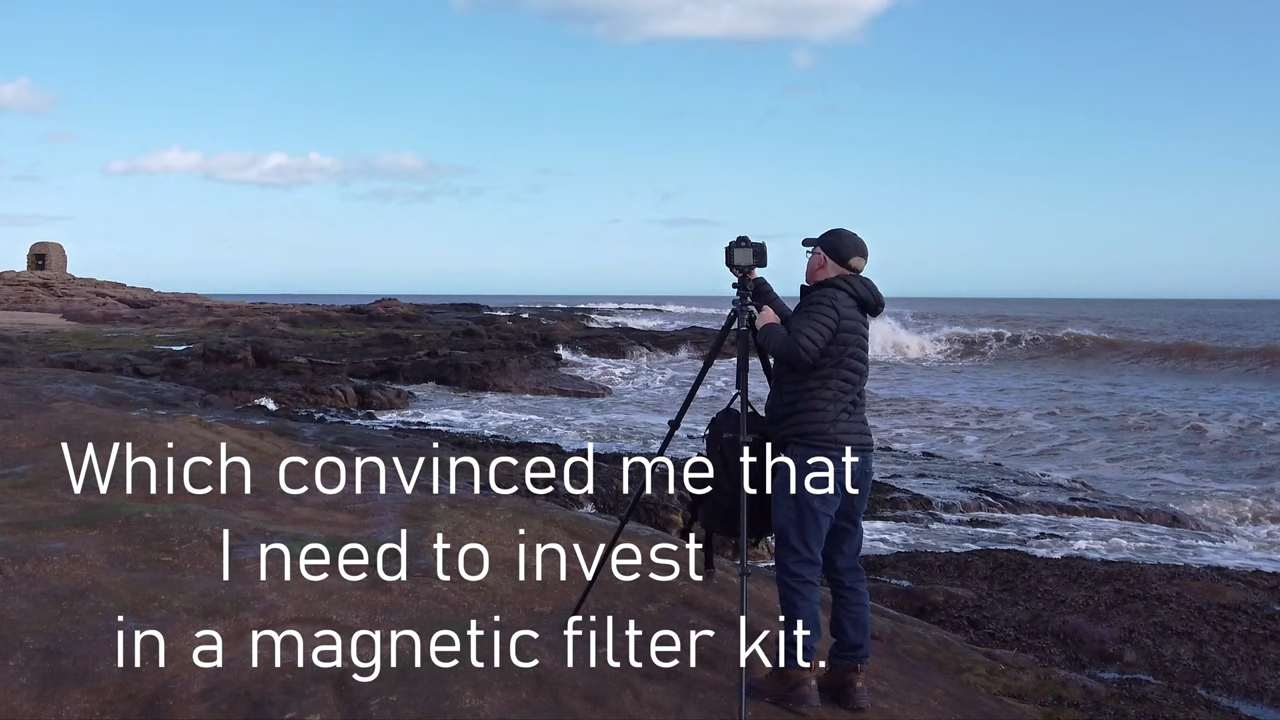 Which convinced me that
I need to invest
in a magnetic filter kit.